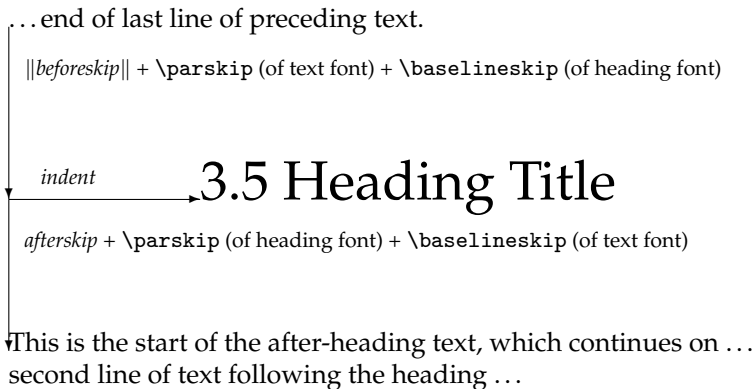 ... end of last line of preceding text.
‖beforeskip‖ + \parskip (of text font) + \baselineskip (of heading font)
indent
3.5 Heading Title
afterskip + \parskip (of heading font) + \baselineskip (of text font)
This is the start of the after-heading text, which continues on ...
second line of text following the heading ...